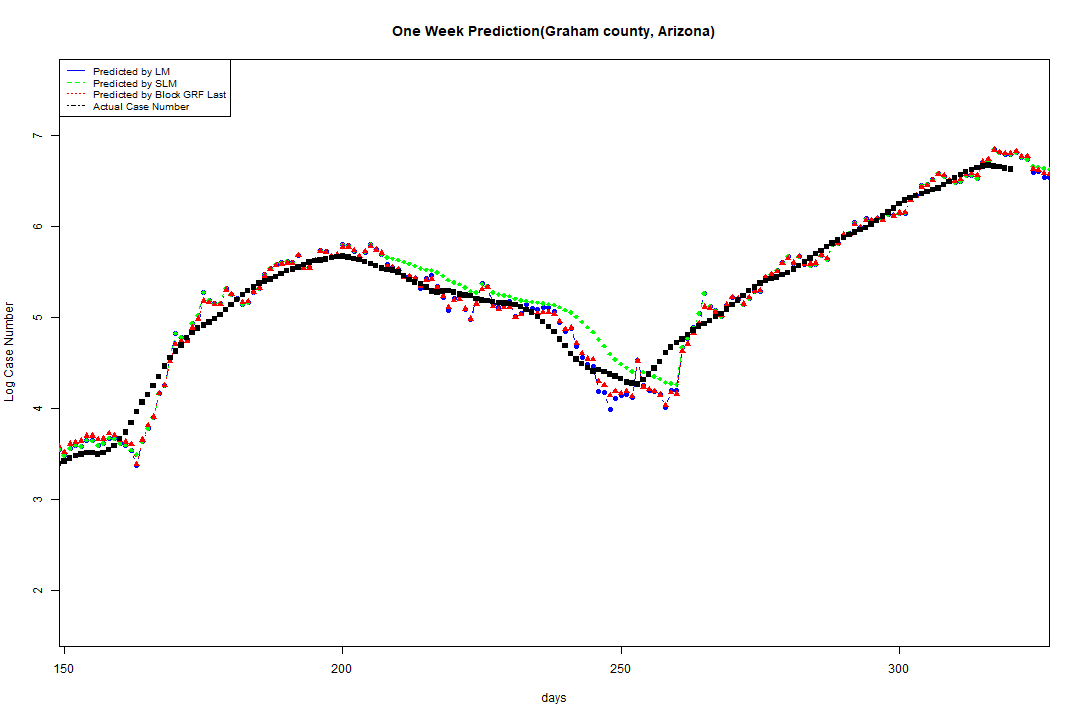 One Week Prediction(Graham county, Arizona)
Predicted by LM
Predicted by SLM
Predicted by Block GRF Last
Actual Case Number
Log Case Number
7
6
5
4
3
2
150 200 250 300
days